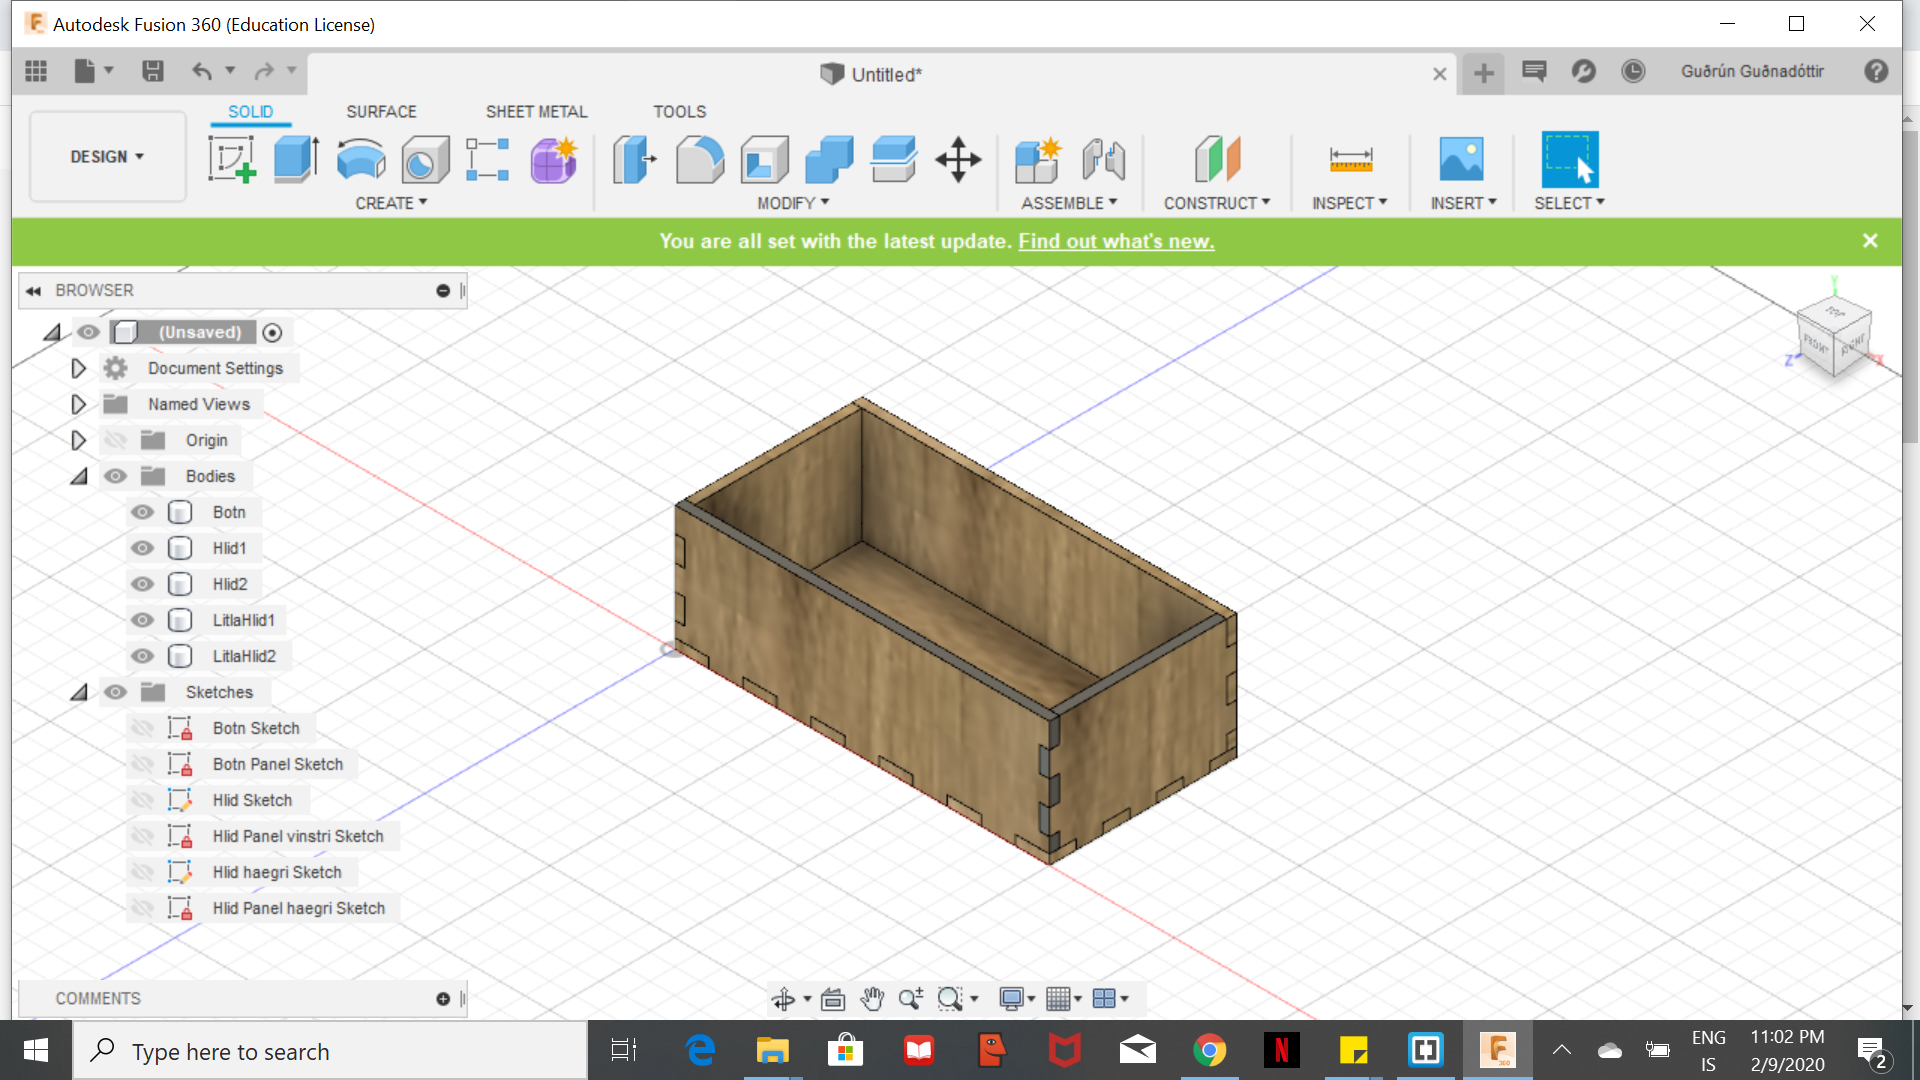 Autodesk Fusion 360 (Education License)
Untitled*
Guðrún Guðnadóttir
SOLID SURFACE SHEET METAL TOOLS
DESIGN
CREATE MODIFY ASSEMBLE CONSTRUCT INSPECT INSERT SELECT
You are all set with the latest update. Find out what's new.
BROWSER
(Unsaved)
Document Settings
Named Views
Origin
Bodies
Botn
Hlid1
Hlid2
LitlaHlid1
LitlaHlid2
Sketches
Botn Sketch
Botn Panel Sketch
Hlid Sketch
Hlid Panel vinstri Sketch
Hlid haegri Sketch
Hlid Panel haegri Sketch
Y
TOP
FRONT RIGHT
Z X
COMMENTS
Type here to search
ENG
IS
11:02 PM
2/9/2020
2